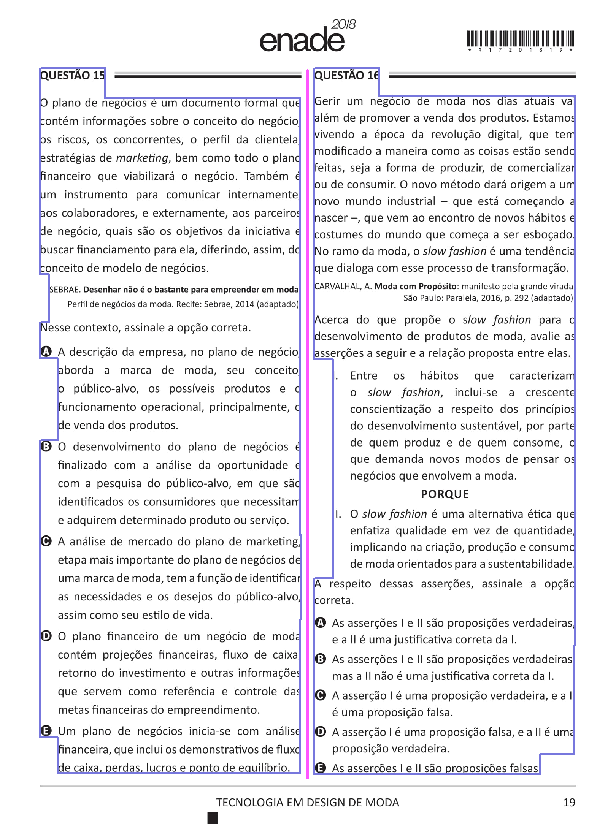 enade 2018
*R1720181 9*
QUESTÃO 15
O plano de negócios é um documento formal que
contém informações sobre o conceito do negócio,
os riscos, os concorrentes, o perfil da clientela,
estratégias de marketing, bem como todo o plano
financeiro que viabilizará o negócio. Também é
um instrumento para comunicar internamente,
aos colaboradores, e externamente, aos parceiros
de negócio, quais são os objetivos da iniciativa e
buscar financiamento para ela, diferindo, assim, do
conceito de modelo de negócios.
SEBRAE. Desenhar não é o bastante para empreender em moda.
Perfil de negócios da moda. Recife: Sebrae, 2014 (adaptado).
Nesse contexto, assinale a opção correta.
A A descrição da empresa, no plano de negócio,
aborda a marca de moda, seu conceito,
o público-alvo, os possíveis produtos e o
funcionamento operacional, principalmente, o
de venda dos produtos.
B O desenvolvimento do plano de negócios é
finalizado com a análise da oportunidade e
com a pesquisa do público-alvo, em que são
identificados os consumidores que necessitam
e adquirem determinado produto ou serviço.
C A análise de mercado do plano de marketing,
etapa mais importante do plano de negócios de
uma marca de moda, tem a função de identificar
as necessidades e os desejos do público-alvo,
assim como seu estilo de vida.
D O plano financeiro de um negócio de moda
contém projeções financeiras, fluxo de caixa,
retorno do investimento e outras informações
que servem como referência e controle das
metas financeiras do empreendimento.
E Um plano de negócios inicia-se com análise
financeira, que inclui os demonstrativos de fluxo
de caixa, perdas, lucros e ponto de equilíbrio.
QUESTÃO 16
Gerir um negócio de moda nos dias atuais vai
além de promover a venda dos produtos. Estamos
vivendo a época da revolução digital, que tem
modificado a maneira como as coisas estão sendo
feitas, seja a forma de produzir, de comercializar
ou de consumir. O novo método dará origem a um
novo mundo industrial – que está começando a
nascer –, que vem ao encontro de novos hábitos e
costumes do mundo que começa a ser esboçado.
No ramo da moda, o slow fashion é uma tendência
que dialoga com esse processo de transformação.
CARVALHAL, A. Moda com Propósito: manifesto pela grande virada.
São Paulo: Paralela, 2016, p. 292 (adaptado).
Acerca do que propõe o slow fashion para o
desenvolvimento de produtos de moda, avalie as
asserções a seguir e a relação proposta entre elas.
I. Entre os hábitos que caracterizam
o slow fashion, inclui-se a crescente
conscientização a respeito dos princípios
do desenvolvimento sustentável, por parte
de quem produz e de quem consome, o
que demanda novos modos de pensar os
negócios que envolvem a moda.
PORQUE
II. O slow fashion é uma alternativa ética que
enfatiza qualidade em vez de quantidade,
implicando na criação, produção e consumo
de moda orientados para a sustentabilidade.
A respeito dessas asserções, assinale a opção
correta.
A As asserções I e II são proposições verdadeiras,
e a II é uma justificativa correta da I.
B As asserções I e II são proposições verdadeiras,
mas a II não é uma justificativa correta da I.
C A asserção I é uma proposição verdadeira, e a II
é uma proposição falsa.
D A asserção I é uma proposição falsa, e a II é uma
proposição verdadeira.
E As asserções I e II são proposições falsas.
TECNOLOGIA EM DESIGN DE MODA
19